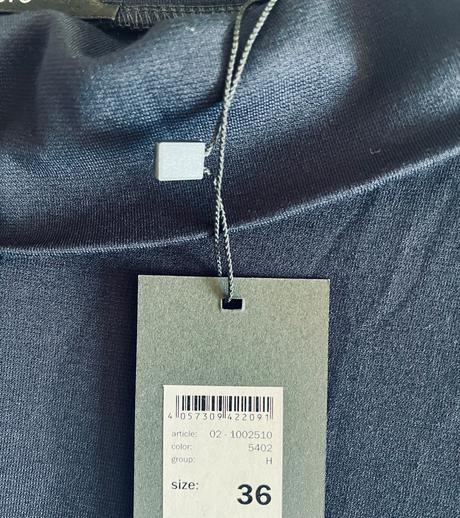 4 057309 422091
article: 02 - 1002510
color: 5402
group: H
size: 36